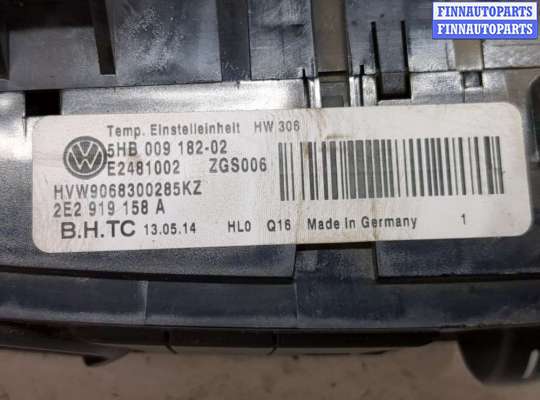 FINNAUTOPARTS
FINNAUTOPARTS
Temp. Einstelleinheit HW 306
5HB 009 182-02
E2481002 ZGS006
HVW9068300285KZ
2E2 919 158 A
B.H.TC 13.05.14 HL0 Q16 Made in Germany 1